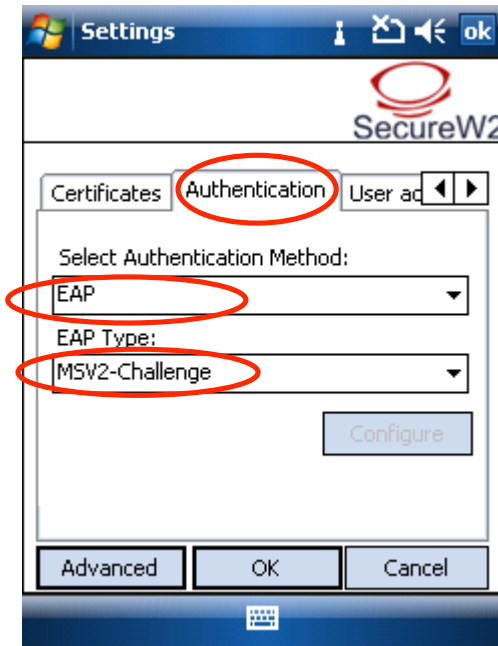 Settings ok
SecureW2
Certificates Authentication User ac
Select Authentication Method:
EAP
EAP Type:
MSV2-Challenge
Configure
Advanced OK Cancel